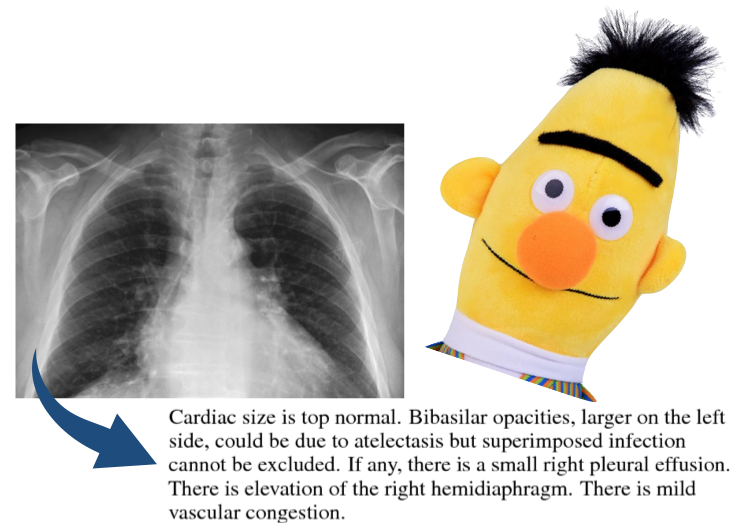 Cardiac size is top normal. Bibasilar opacities, larger on the left
side, could be due to atelectasis but superimposed infection
cannot be excluded. If any, there is a small right pleural effusion.
There is elevation of the right hemidiaphragm. There is mild
vascular congestion.